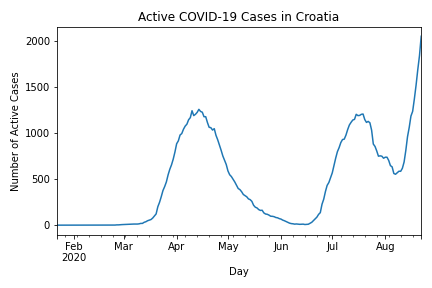 Active COVID-19 Cases in Croatia
Number of Active Cases
2000
1500
1000
500
0
Feb Mar Apr May Jun Jul Aug
2020
Day